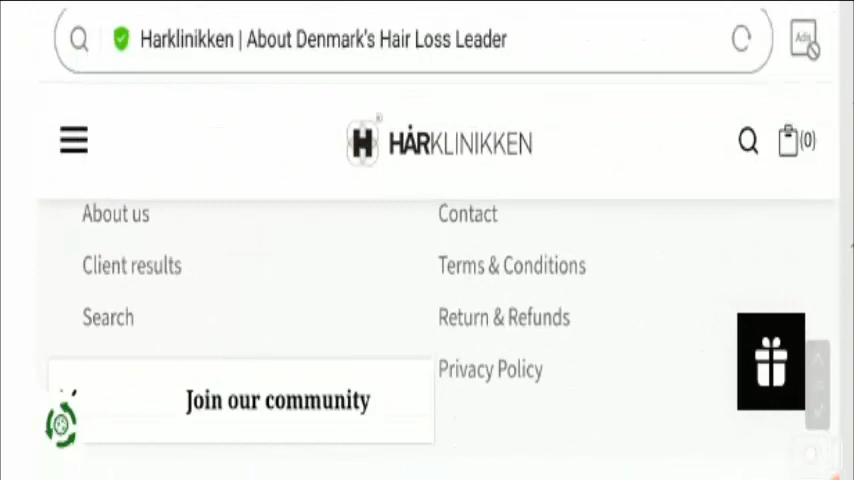 Harklinikken | About Denmark's Hair Loss Leader
Ads
H®
HÅRKLINIKKEN
(0)
About us
Contact
Client results
Terms & Conditions
Search
Return & Refunds
Privacy Policy
Join our community